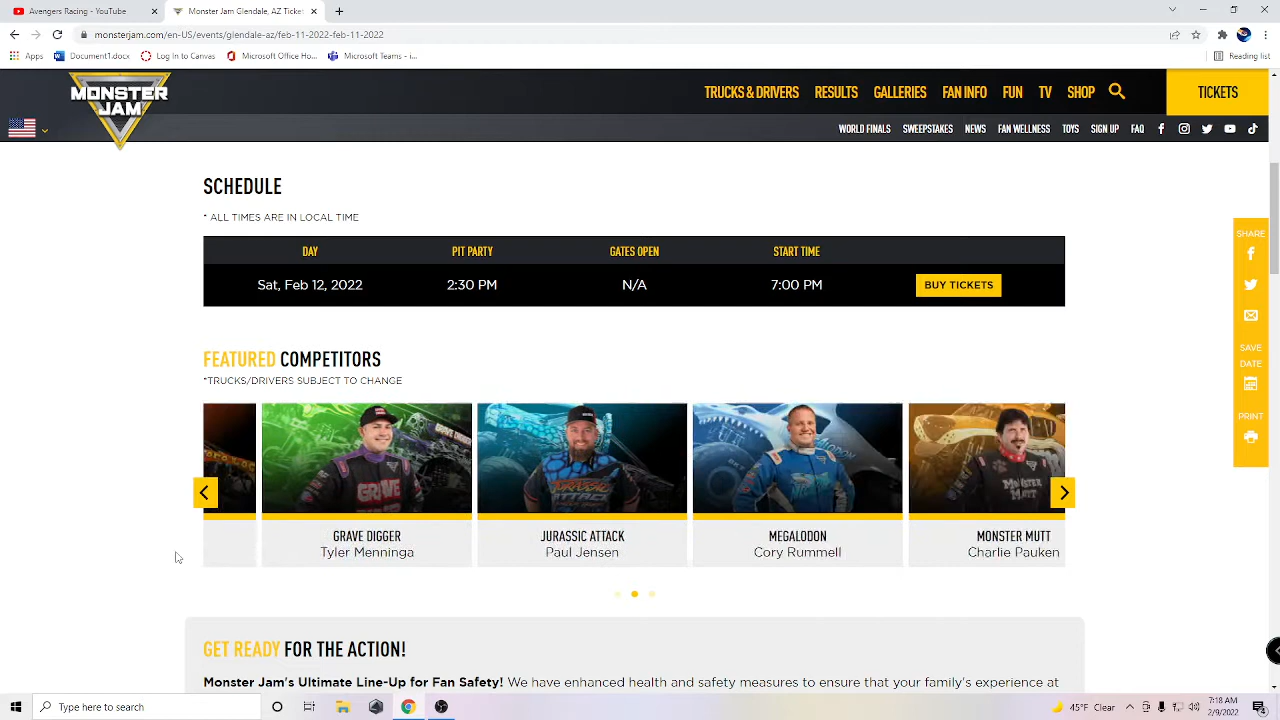 Avengers Racing - YouTube
Monster Jam, AZ Tickets
monsterjam.com/en-US/events/glendale-az/feb-11-2022-feb-11-2022
Apps
Document1.docx
Log In to Canvas
Microsoft Office Ho...
Microsoft Teams - i...
Reading list
MONSTER JAM
TRUCKS & DRIVERS
RESULTS
GALLERIES
FAN INFO
FUN
TV
SHOP
TICKETS
WORLD FINALS
SWEEPSTAKES
NEWS
FAN WELLNESS
TOYS
SIGN UP
FAQ
SCHEDULE
* ALL TIMES ARE IN LOCAL TIME
DAY PIT PARTY GATES OPEN START TIME
Sat, Feb 12, 2022 2:30 PM N/A 7:00 PM BUY TICKETS
FEATURED COMPETITORS
*TRUCKS/DRIVERS SUBJECT TO CHANGE
GRAVE DIGGER
Tyler Menninga
JURASSIC ATTACK
Paul Jensen
MEGALODON
Cory Rummell
MONSTER MUTT
Charlie Pauken
SHARE
SAVE
DATE
PRINT
GET READY FOR THE ACTION!
Monster Jam's Ultimate Line-Up for Fan Safety! We have enhanced health and safety measures to ensure that your family's experience at
Type here to search
45°F Clear
7:18 AM
2/9/2022